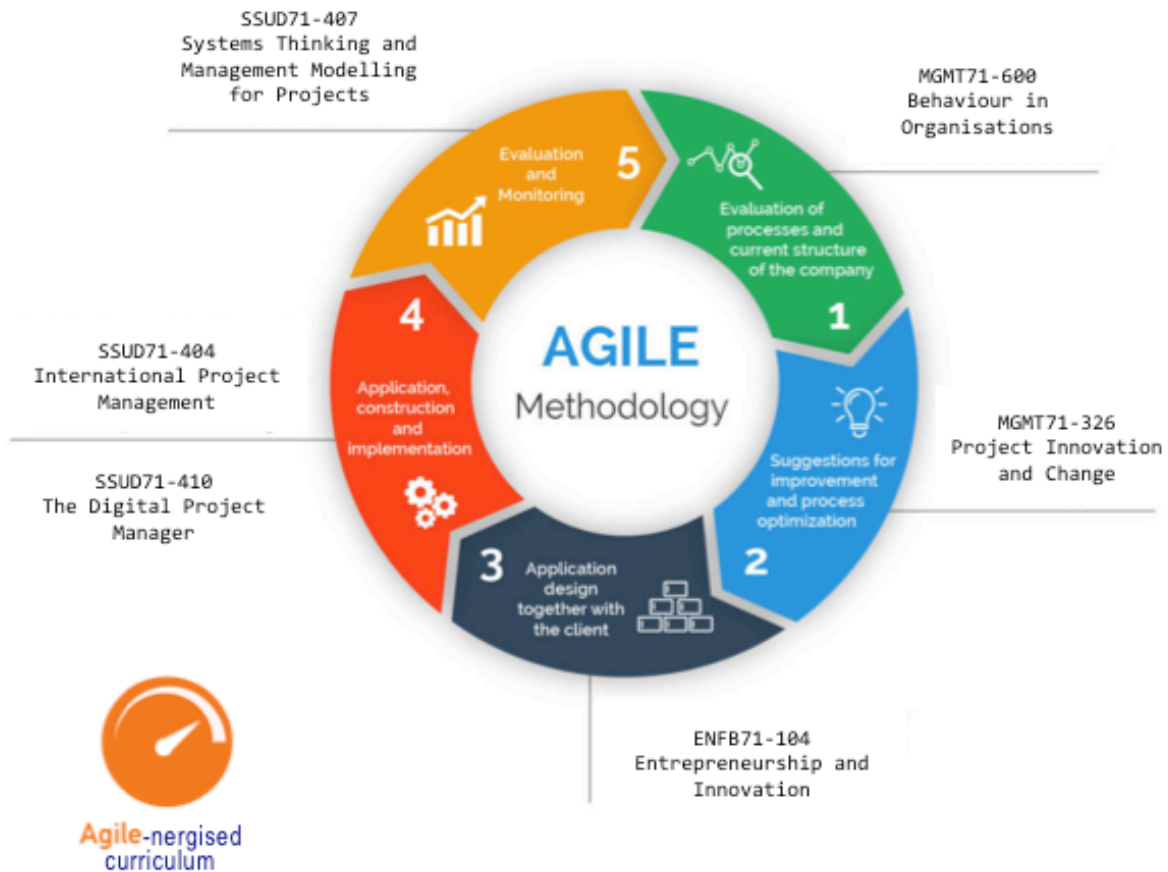 SSUD71-407
Systems Thinking and
Management Modelling
for Projects
MGMT71-600
Behaviour in
Organisations
Evaluation
and
Monitoring
5
Evaluation of
processes and
current structure
of the company
1
SSUD71-404
International Project
Management
SSUD71-410
The Digital Project
Manager
4
Application,
construction
and
implementation
AGILE
Methodology
MGMT71-326
Project Innovation
and Change
Suggestions for
improvement
and process
optimization
2
3
Application
design
together with
the client
ENFB71-104
Entrepreneurship and
Innovation
Agile-nergised
curriculum